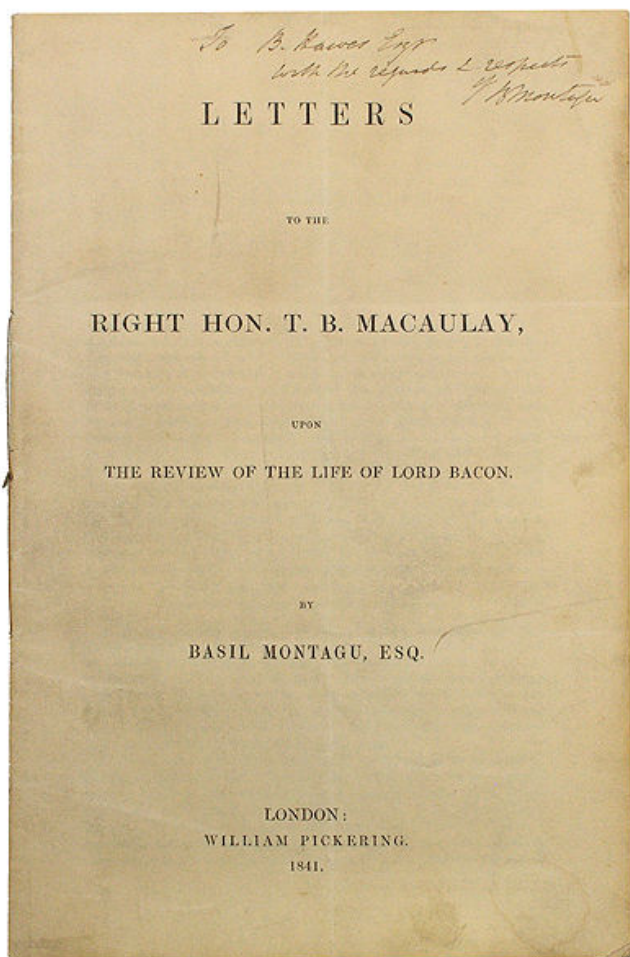 To B. Hawes Esqr
with the regards & respects
of B Montagu
LETTERS
TO THE
RIGHT HON. T. B. MACAULAY,
UPON
THE REVIEW OF THE LIFE OF LORD BACON.
BY
BASIL MONTAGU, ESQ.
LONDON:
WILLIAM PICKERING.
1841.